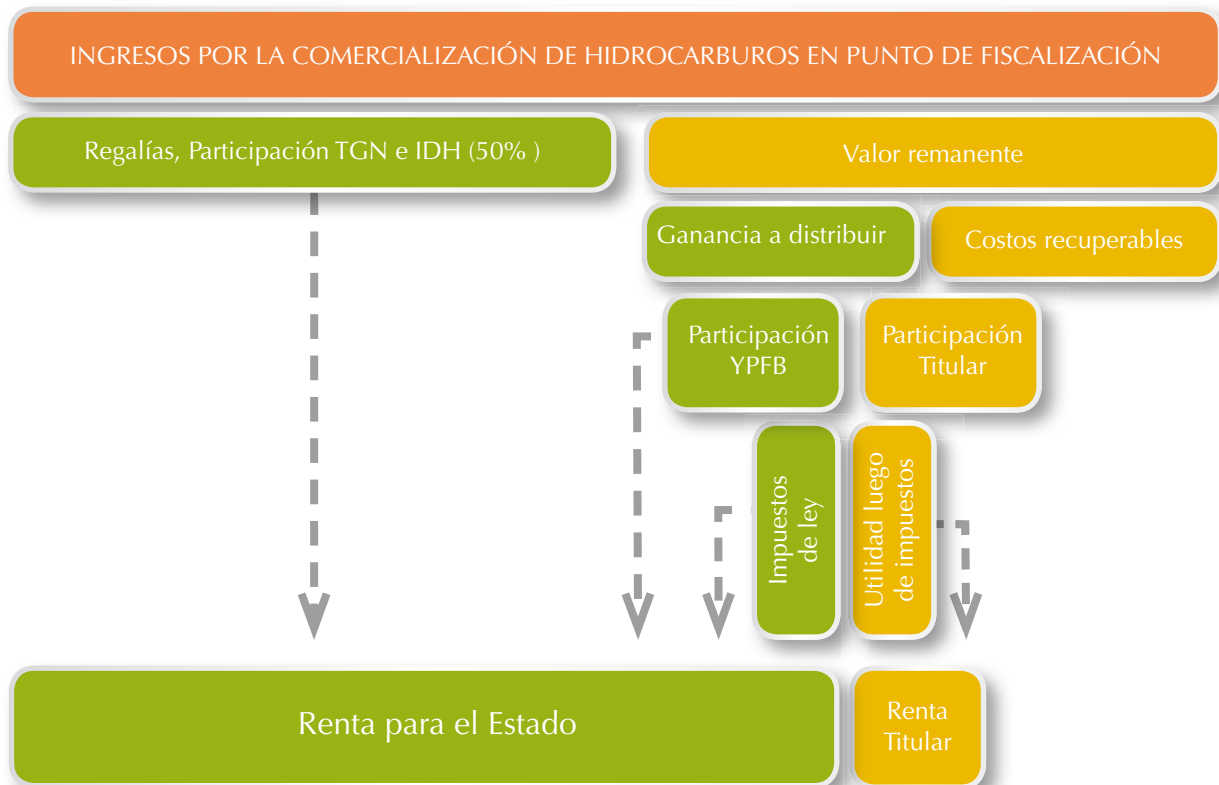 INGRESOS POR LA COMERCIALIZACIÓN DE HIDROCARBUROS EN PUNTO DE FISCALIZACIÓN
Regalías, Participación TGN e IDH (50% )
Valor remanente
Ganancia a distribuir
Costos recuperables
Participación
YPFB
Participación
Titular
Impuestos
de ley
Utilidad luego
de impuestos
Renta para el Estado
Renta
Titular